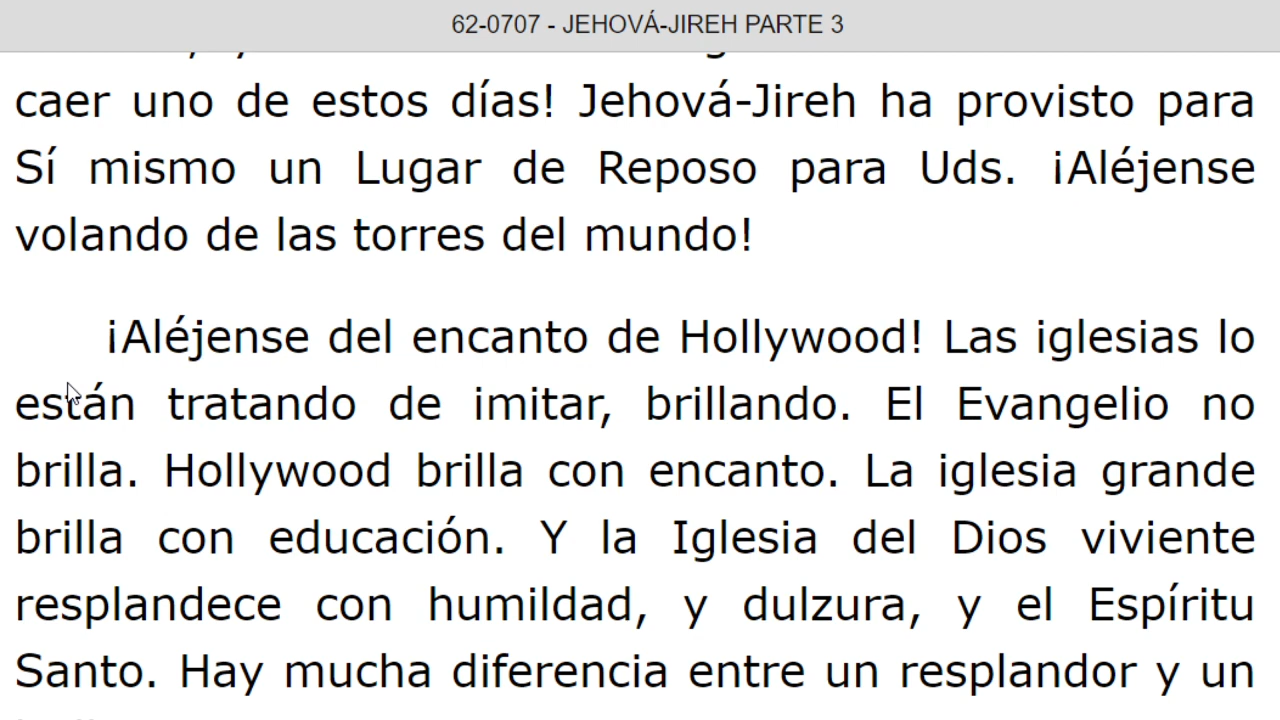 62-0707 - JEHOVÁ-JIREH PARTE 3
caer uno de estos días! Jehová-Jireh ha provisto para
Sí mismo un Lugar de Reposo para Uds. ¡Aléjense
volando de las torres del mundo!
¡Aléjense del encanto de Hollywood! Las iglesias lo
están tratando de imitar, brillando. El Evangelio no
brilla. Hollywood brilla con encanto. La iglesia grande
brilla con educación. Y la Iglesia del Dios viviente
resplandece con humildad, y dulzura, y el Espíritu
Santo. Hay mucha diferencia entre un resplandor y un